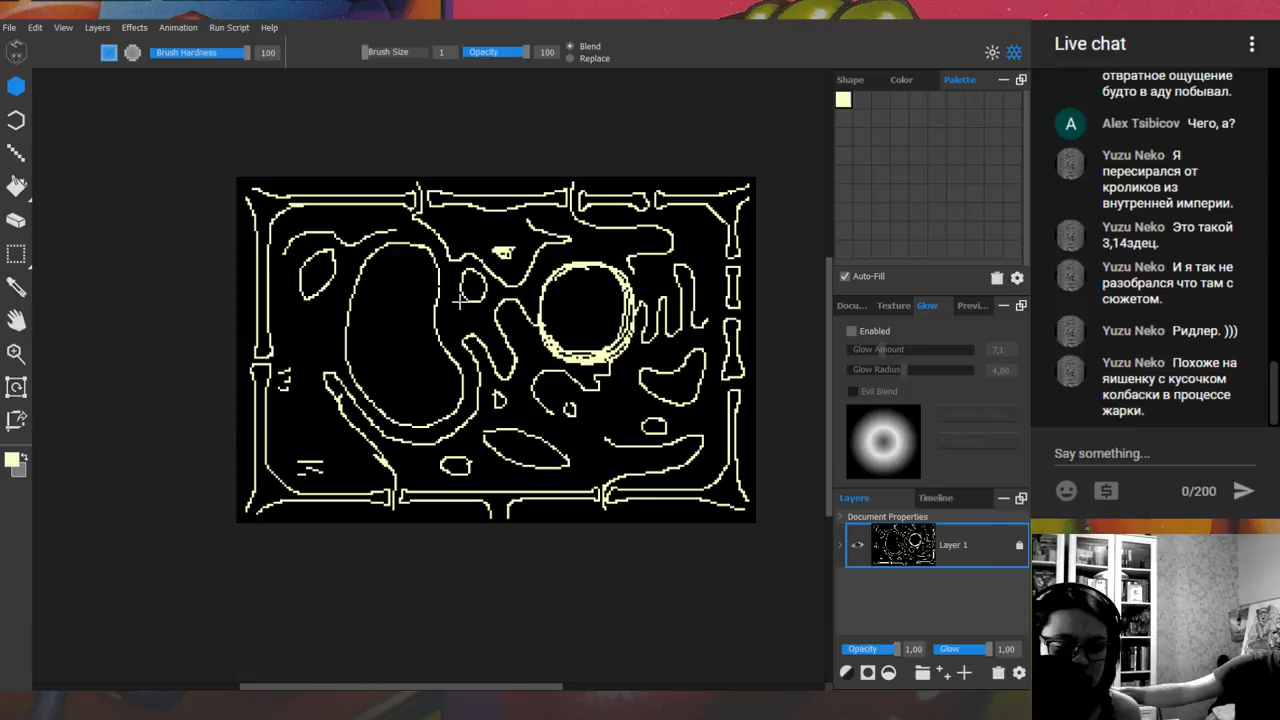 File Edit View Layers Effects Animation Run Script Help
Brush Hardness 100
Brush Size 1
Opacity 100
Blend
Replace
Shape Color Palette
Auto-Fill
Docu... Texture Glow Previ...
Enabled
Glow Amount 7,1
Glow Radius 4,00
Evil Blend
Layers Timeline
Document Properties
Layer 1
Opacity 1,00 Glow 1,00
Live chat
отвратное ощущение
будто в аду побывал.
A Alex Tsibicov Чего, а?
Yuzu Neko Я
пересирался от
кроликов из
внутренней империи.
Yuzu Neko Это такой
3,14здец.
Yuzu Neko И я так не
разобрался что там с
сюжетом.
Yuzu Neko Ридлер. )))
Yuzu Neko Похоже на
яишенку с кусочком
колбаски в процессе
жарки.
Say something...
0/200